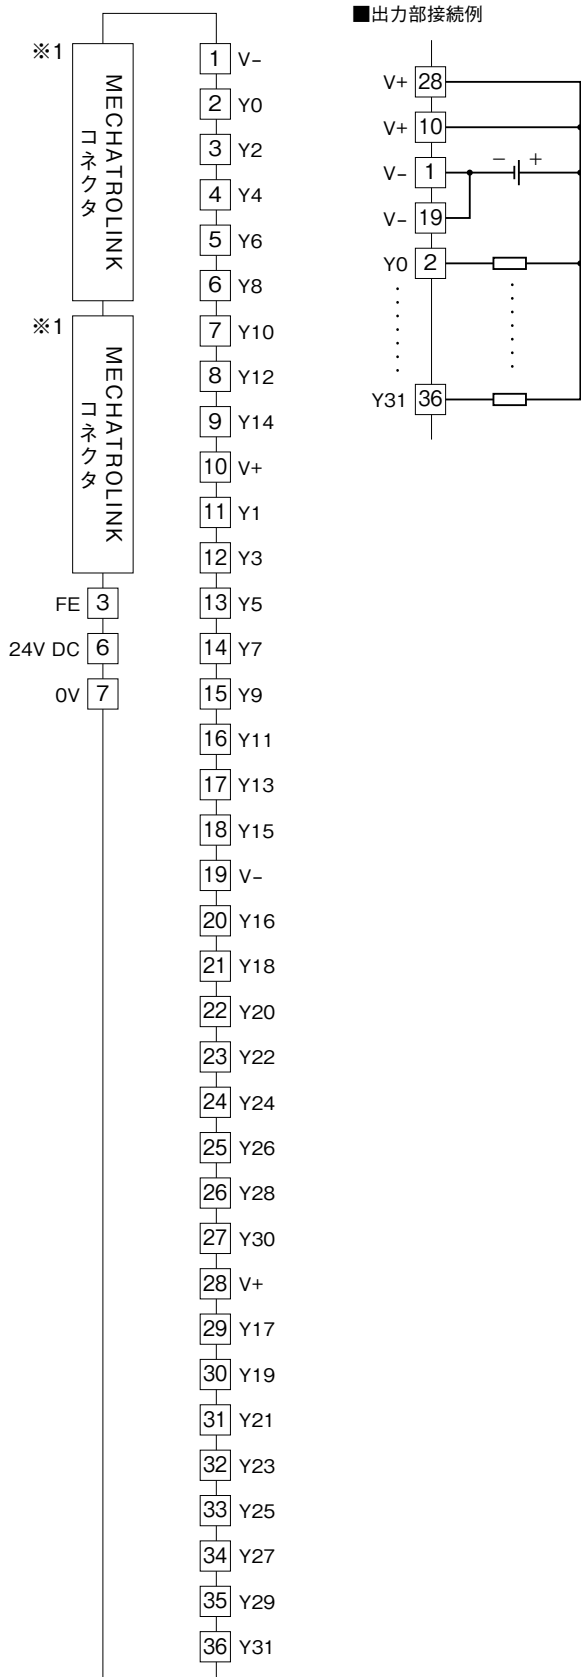 ※1
MECHATROLINK
コネクタ
※1
MECHATROLINK
コネクタ
FE 3
24V DC 6
0V 7
1 V−
2 Y0
3 Y2
4 Y4
5 Y6
6 Y8
7 Y10
8 Y12
9 Y14
10 V+
11 Y1
12 Y3
13 Y5
14 Y7
15 Y9
16 Y11
17 Y13
18 Y15
19 V−
20 Y16
21 Y18
22 Y20
23 Y22
24 Y24
25 Y26
26 Y28
27 Y30
28 V+
29 Y17
30 Y19
31 Y21
32 Y23
33 Y25
34 Y27
35 Y29
36 Y31
■出力部接続例
V+ 28
V+ 10
V− 1 − +
V− 19
Y0 2
Y31 36